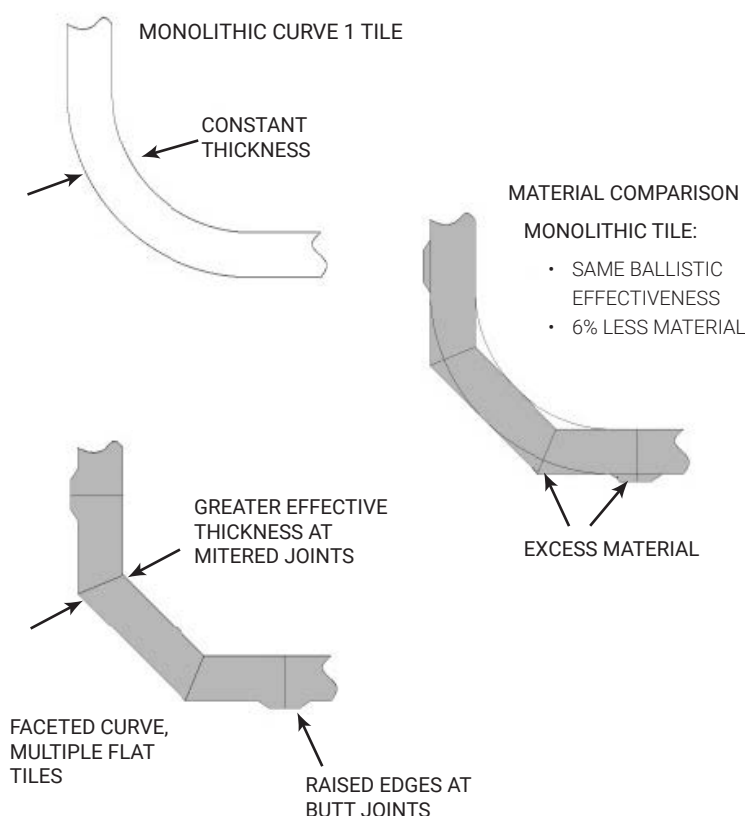 MONOLITHIC CURVE 1 TILE
CONSTANT
THICKNESS
MATERIAL COMPARISON
MONOLITHIC TILE:
• SAME BALLISTIC
EFFECTIVENESS
• 6% LESS MATERIAL
GREATER EFFECTIVE
THICKNESS AT
MITERED JOINTS
EXCESS MATERIAL
FACETED CURVE,
MULTIPLE FLAT
TILES
RAISED EDGES AT
BUTT JOINTS